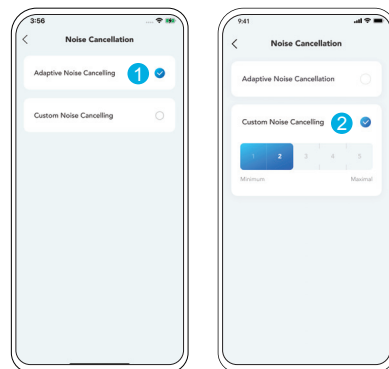 3:56
Noise Cancellation
Adaptive Noise Cancelling 1
Custom Noise Cancelling
9:41
Noise Cancellation
Adaptive Noise Cancellation
Custom Noise Cancelling 2
1 2 3 4 5
Minimum Maximal